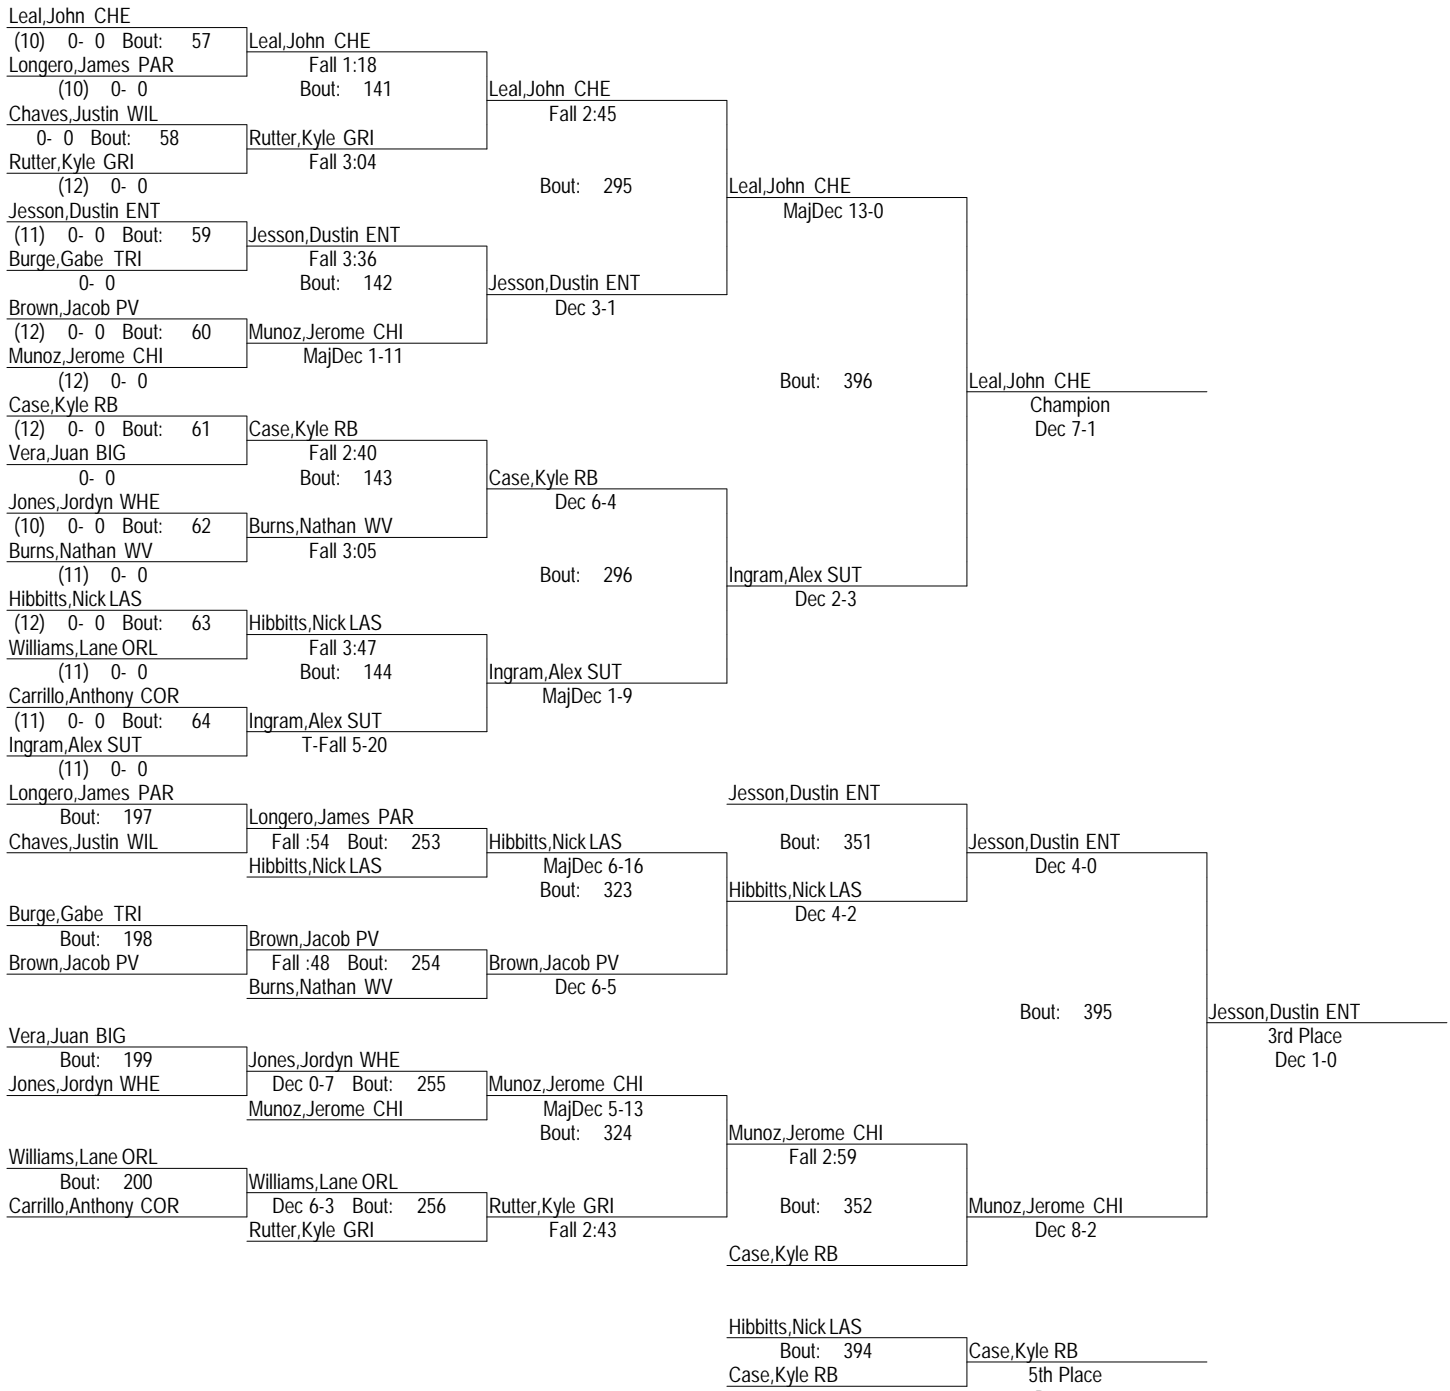 Leal,John CHE
(10) 0- 0 Bout: 57 Leal,John CHE
Longero,James PAR Fall 1:18
(10) 0- 0 Bout: 141 Leal,John CHE
Chaves,Justin WIL Fall 2:45
0- 0 Bout: 58 Rutter,Kyle GRI
Rutter,Kyle GRI Fall 3:04
(12) 0- 0 Bout: 295 Leal,John CHE
Jesson,Dustin ENT MajDec 13-0
(11) 0- 0 Bout: 59 Jesson,Dustin ENT
Burge,Gabe TRI Fall 3:36
0- 0 Bout: 142 Jesson,Dustin ENT
Brown,Jacob PV Dec 3-1
(12) 0- 0 Bout: 60 Munoz,Jerome CHI
Munoz,Jerome CHI MajDec 1-11
(12) 0- 0 Bout: 396 Leal,John CHE
Case,Kyle RB Champion
(12) 0- 0 Bout: 61 Case,Kyle RB Dec 7-1
Vera,Juan BIG Fall 2:40
0- 0 Bout: 143 Case,Kyle RB
Jones,Jordyn WHE Dec 6-4
(10) 0- 0 Bout: 62 Burns,Nathan WV
Burns,Nathan WV Fall 3:05
(11) 0- 0 Bout: 296 Ingram,Alex SUT
Hibbitts,Nick LAS Dec 2-3
(12) 0- 0 Bout: 63 Hibbitts,Nick LAS
Williams,Lane ORL Fall 3:47
(11) 0- 0 Bout: 144 Ingram,Alex SUT
Carrillo,Anthony COR MajDec 1-9
(11) 0- 0 Bout: 64 Ingram,Alex SUT
Ingram,Alex SUT T-Fall 5-20
(11) 0- 0
Longero,James PAR Jesson,Dustin ENT
Bout: 197 Longero,James PAR
Chaves,Justin WIL Fall :54 Bout: 253 Hibbitts,Nick LAS Bout: 351 Jesson,Dustin ENT
Hibbitts,Nick LAS MajDec 6-16 Dec 4-0
Bout: 323 Hibbitts,Nick LAS
Burge,Gabe TRI Dec 4-2
Bout: 198 Brown,Jacob PV
Brown,Jacob PV Fall :48 Bout: 254 Brown,Jacob PV
Burns,Nathan WV Dec 6-5
Bout: 395 Jesson,Dustin ENT
Vera,Juan BIG 3rd Place
Bout: 199 Jones,Jordyn WHE Dec 1-0
Jones,Jordyn WHE Dec 0-7 Bout: 255 Munoz,Jerome CHI
Munoz,Jerome CHI MajDec 5-13
Bout: 324 Munoz,Jerome CHI
Williams,Lane ORL Fall 2:59
Bout: 200 Williams,Lane ORL
Carrillo,Anthony COR Dec 6-3 Bout: 256 Rutter,Kyle GRI Bout: 352 Munoz,Jerome CHI
Rutter,Kyle GRI Fall 2:43 Dec 8-2
Case,Kyle RB
Hibbitts,Nick LAS
Bout: 394 Case,Kyle RB
Case,Kyle RB 5th Place